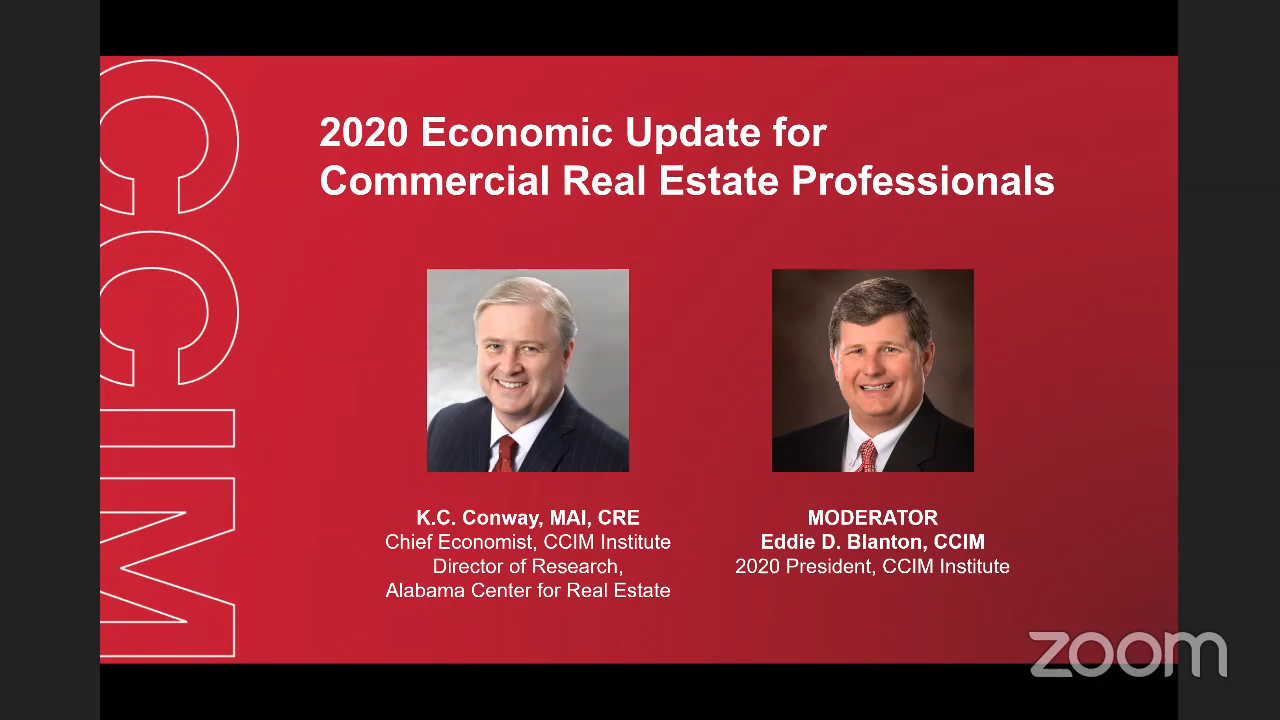 CCIM
2020 Economic Update for
Commercial Real Estate Professionals
K.C. Conway, MAI, CRE
Chief Economist, CCIM Institute
Director of Research,
Alabama Center for Real Estate
MODERATOR
Eddie D. Blanton, CCIM
2020 President, CCIM Institute
zoom